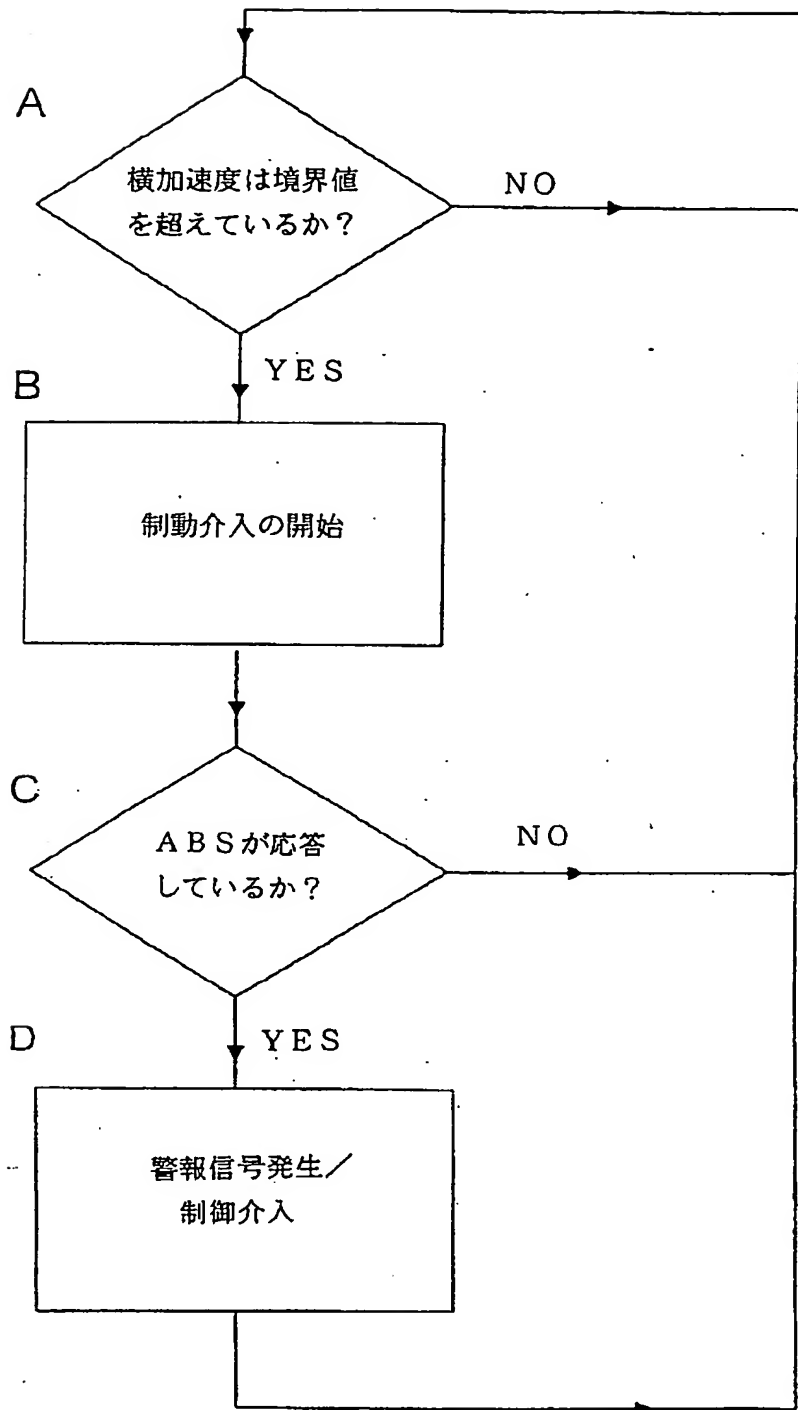 A
横加速度は境界値
を超えているか？
NO
YES
B
制動介入の開始
C
ＡＢＳが応答
しているか？
NO
D
YES
警報信号発生／
制御介入